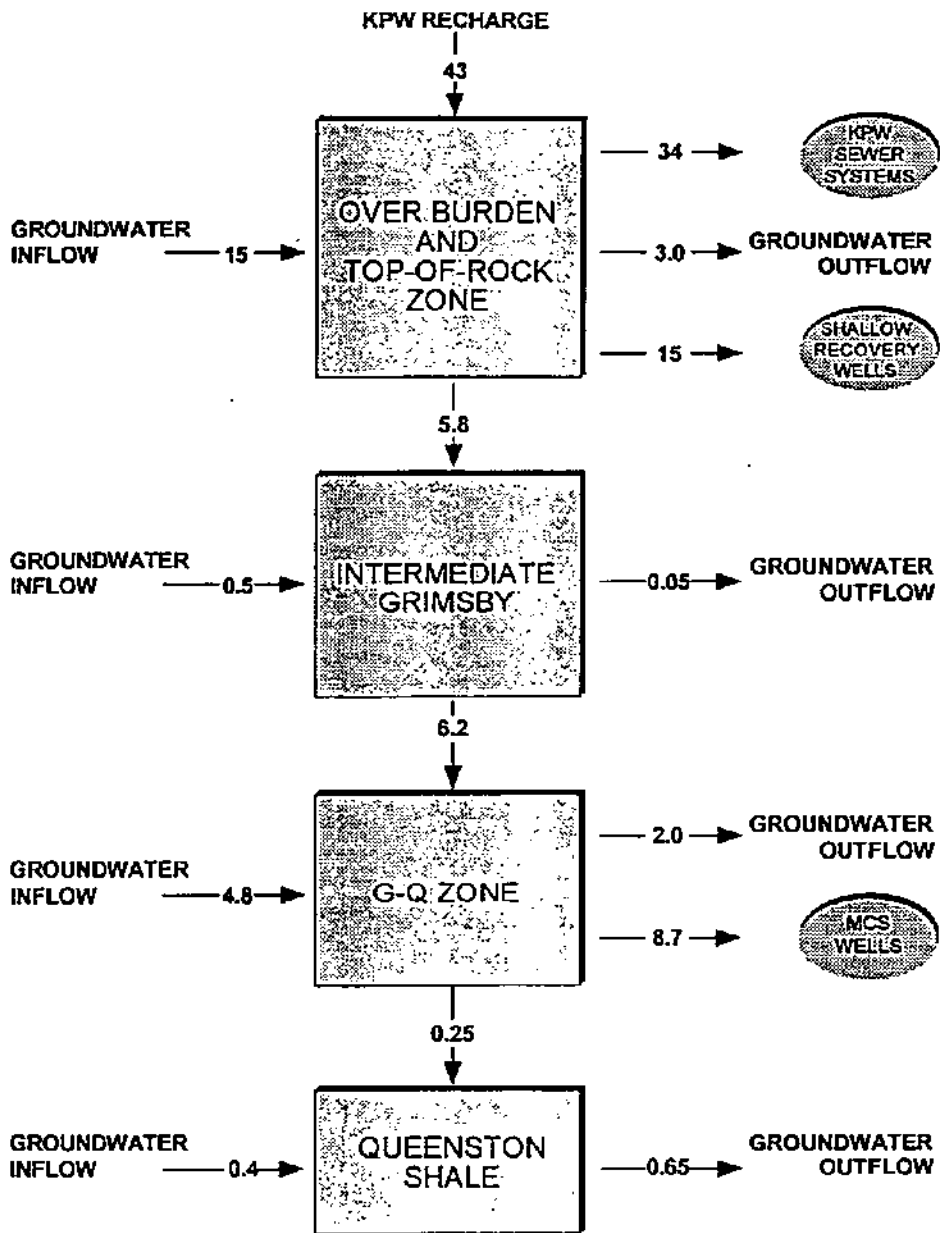 KPW RECHARGE
43
OVER BURDEN
AND
TOP-OF-ROCK
ZONE
GROUNDWATER
INFLOW
15
34
KPW
SEWER
SYSTEMS
3.0
GROUNDWATER
OUTFLOW
15
SHALLOW
RECOVERY
WELLS
5.8
GROUNDWATER
INFLOW
0.5
INTERMEDIATE
GRIMSBY
0.05
GROUNDWATER
OUTFLOW
6.2
GROUNDWATER
INFLOW
4.8
G-Q ZONE
2.0
GROUNDWATER
OUTFLOW
8.7
MCS
WELLS
0.25
GROUNDWATER
INFLOW
0.4
QUEENSTON
SHALE
0.65
GROUNDWATER
OUTFLOW